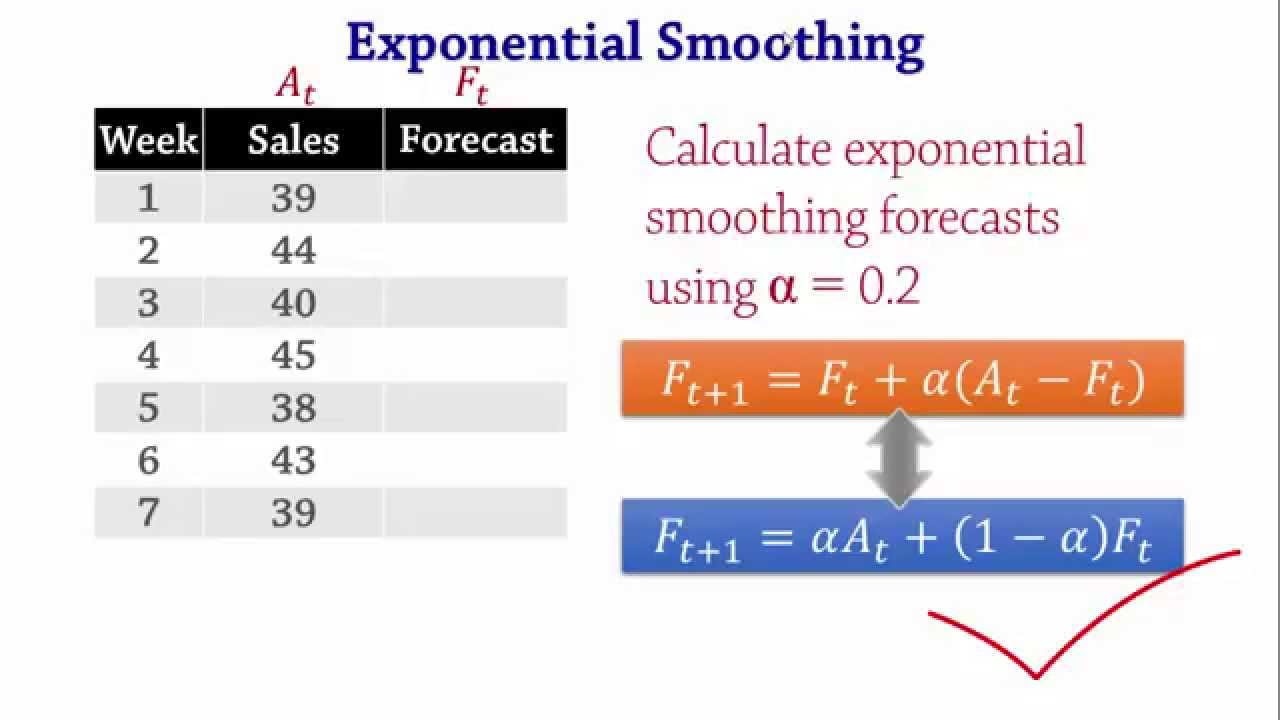 Exponential Smoothing
A_t F_t
Week Sales Forecast
1 39
2 44
3 40
4 45
5 38
6 43
7 39
Calculate exponential
smoothing forecasts
using α = 0.2
F_{t+1} = F_t + α(A_t − F_t)
F_{t+1} = αA_t + (1 − α)F_t